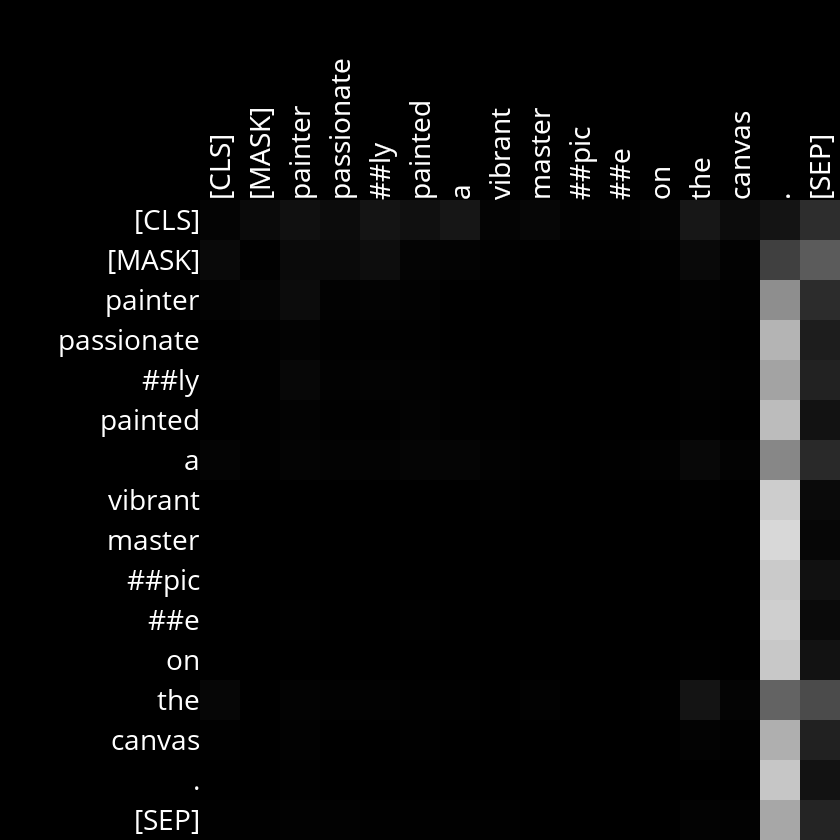 [CLS] [MASK] painter passionate ##ly painted a vibrant master ##pic ##e on the canvas . [SEP]
[CLS]
[MASK]
painter
passionate
##ly
painted
a
vibrant
master
##pic
##e
on
the
canvas
.
[SEP]